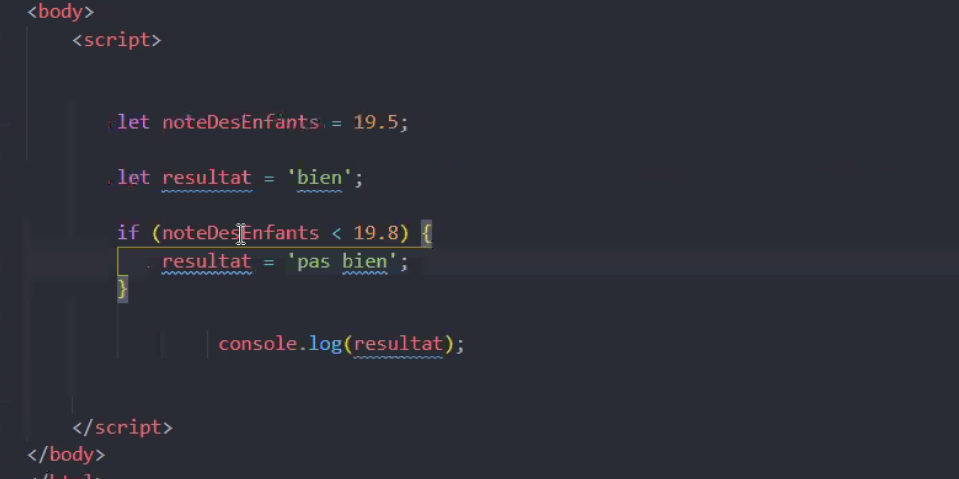 <body>
<script>
let noteDesEnfants = 19.5;
let resultat = 'bien';
if (noteDesEnfants < 19.8) {
resultat = 'pas bien';
}
console.log(resultat);
</script>
</body>